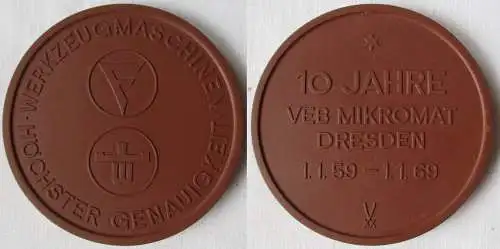 WERKZEUGMASCHINEN · HÖCHSTER GENAUIGKEIT ·
10 JAHRE
VEB MIKROMAT
DRESDEN
1.1.59 – 1.1.69